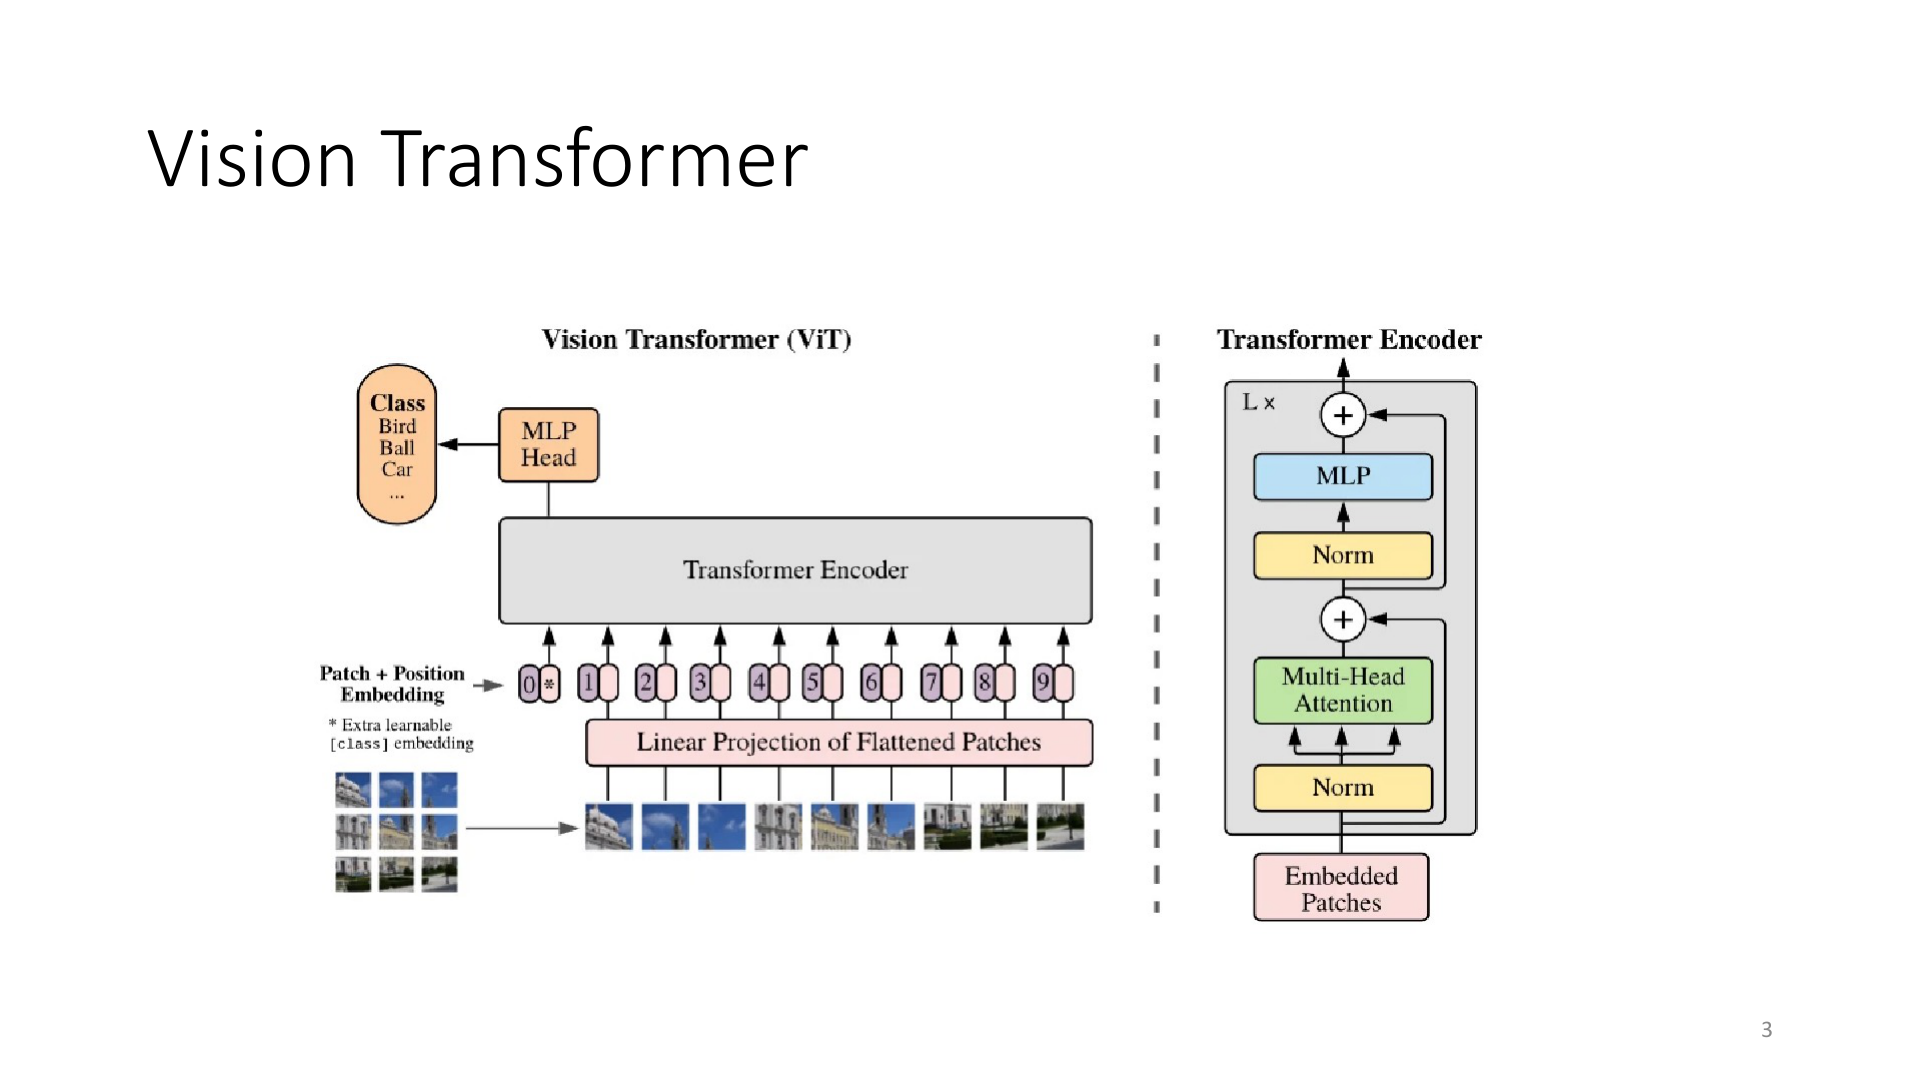 Vision Transformer
Vision Transformer (ViT)
Class
Bird
Ball
Car
...
MLP
Head
Transformer Encoder
Patch + Position
Embedding
0 * 1 2 3 4 5 6 7 8 9
* Extra learnable
[class] embedding
Linear Projection of Flattened Patches
Transformer Encoder
L x
+
MLP
Norm
+
Multi-Head
Attention
Norm
Embedded
Patches
3